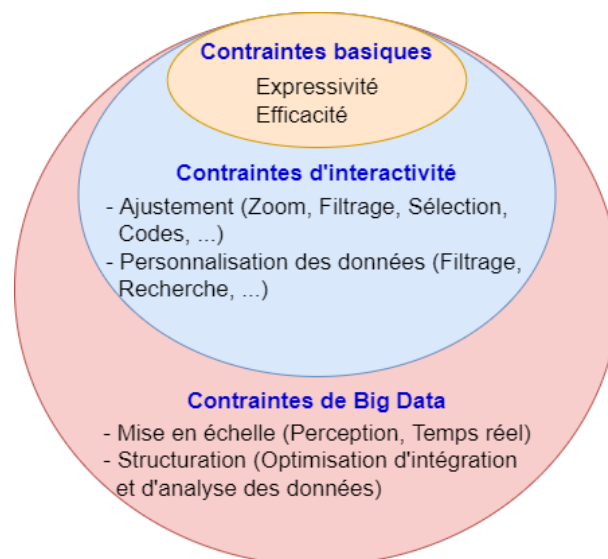 Contraintes basiques
Expressivité
Efficacité
Contraintes d'interactivité
- Ajustement (Zoom, Filtrage, Sélection,
Codes, ...)
- Personnalisation des données (Filtrage,
Recherche, ...)
Contraintes de Big Data
- Mise en échelle (Perception, Temps réel)
- Structuration (Optimisation d'intégration
et d'analyse des données)